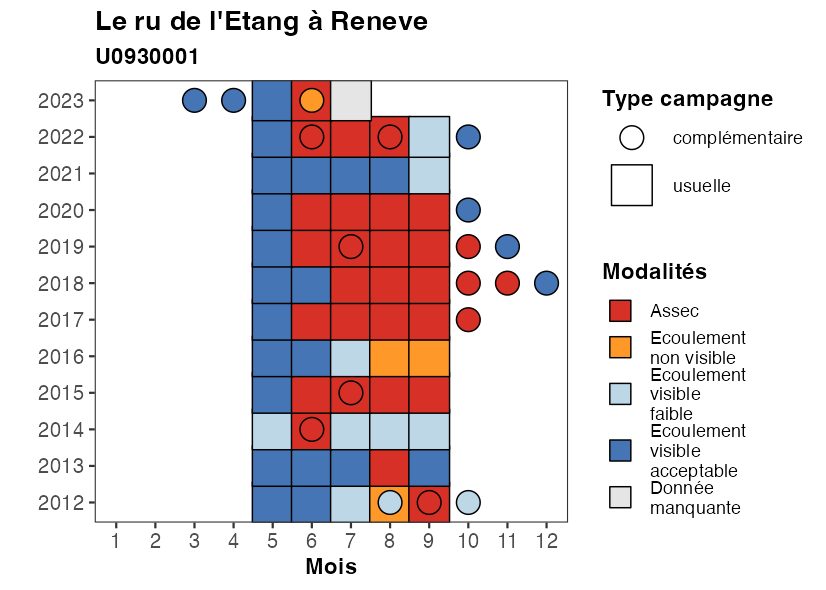 Le ru de l'Etang à Reneve
U0930001
2023
2022
2021
2020
2019
2018
2017
2016
2015
2014
2013
2012
1 2 3 4 5 6 7 8 9 10 11 12
Mois
Type campagne
complémentaire
usuelle
Modalités
Assec
Ecoulement
non visible
Ecoulement
visible
faible
Ecoulement
visible
acceptable
Donnée
manquante